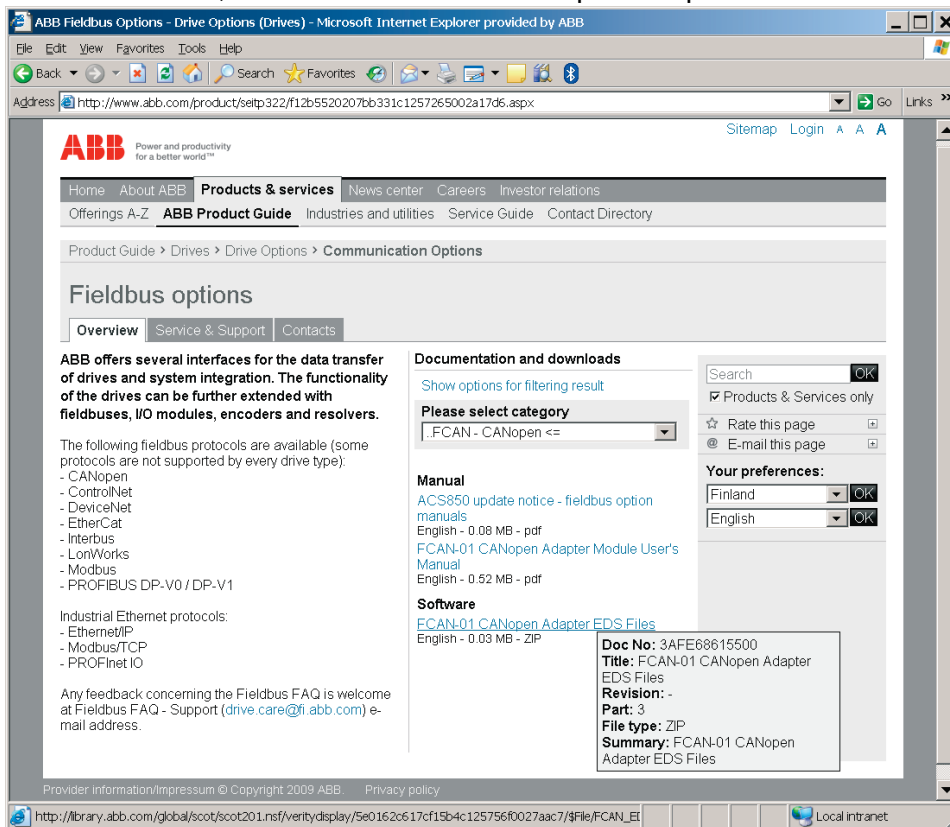 ABB Fieldbus Options - Drive Options (Drives) - Microsoft Internet Explorer provided by ABB
File Edit View Favorites Tools Help
Back Search Favorites
Address http://www.abb.com/product/seitp322/f12b5520207bb331c1257265002a17d6.aspx Go Links »
Sitemap Login A A A
ABB Power and productivity
for a better world™
Home About ABB Products & services News center Careers Investor relations
Offerings A-Z ABB Product Guide Industries and utilities Service Guide Contact Directory
Product Guide > Drives > Drive Options > Communication Options
Fieldbus options
Overview Service & Support Contacts
ABB offers several interfaces for the data transfer
of drives and system integration. The functionality
of the drives can be further extended with
fieldbuses, I/O modules, encoders and resolvers.
The following fieldbus protocols are available (some
protocols are not supported by every drive type):
- CANopen
- ControlNet
- DeviceNet
- EtherCat
- Interbus
- LonWorks
- Modbus
- PROFIBUS DP-V0 / DP-V1
Industrial Ethernet protocols:
- Ethernet/IP
- Modbus/TCP
- PROFInet IO
Any feedback concerning the Fieldbus FAQ is welcome
at Fieldbus FAQ - Support (drive.care@fi.abb.com) e-
mail address.
Documentation and downloads
Show options for filtering result
Please select category
..FCAN - CANopen <=
Manual
ACS850 update notice - fieldbus option
manuals
English - 0.08 MB - pdf
FCAN-01 CANopen Adapter Module User's
Manual
English - 0.52 MB - pdf
Software
FCAN-01 CANopen Adapter EDS Files
English - 0.03 MB - ZIP
Doc No: 3AFE68615500
Title: FCAN-01 CANopen Adapter
EDS Files
Revision: -
Part: 3
File type: ZIP
Summary: FCAN-01 CANopen
Adapter EDS Files
Search OK
Products & Services only
Rate this page
@ E-mail this page
Your preferences:
Finland OK
English OK
Provider information/Impressum © Copyright 2009 ABB. Privacy policy
http://library.abb.com/global/scot/scot201.nsf/veritydisplay/5e0162c617cf15b4c125756f0027aac7/$File/FCAN_ED Local intranet